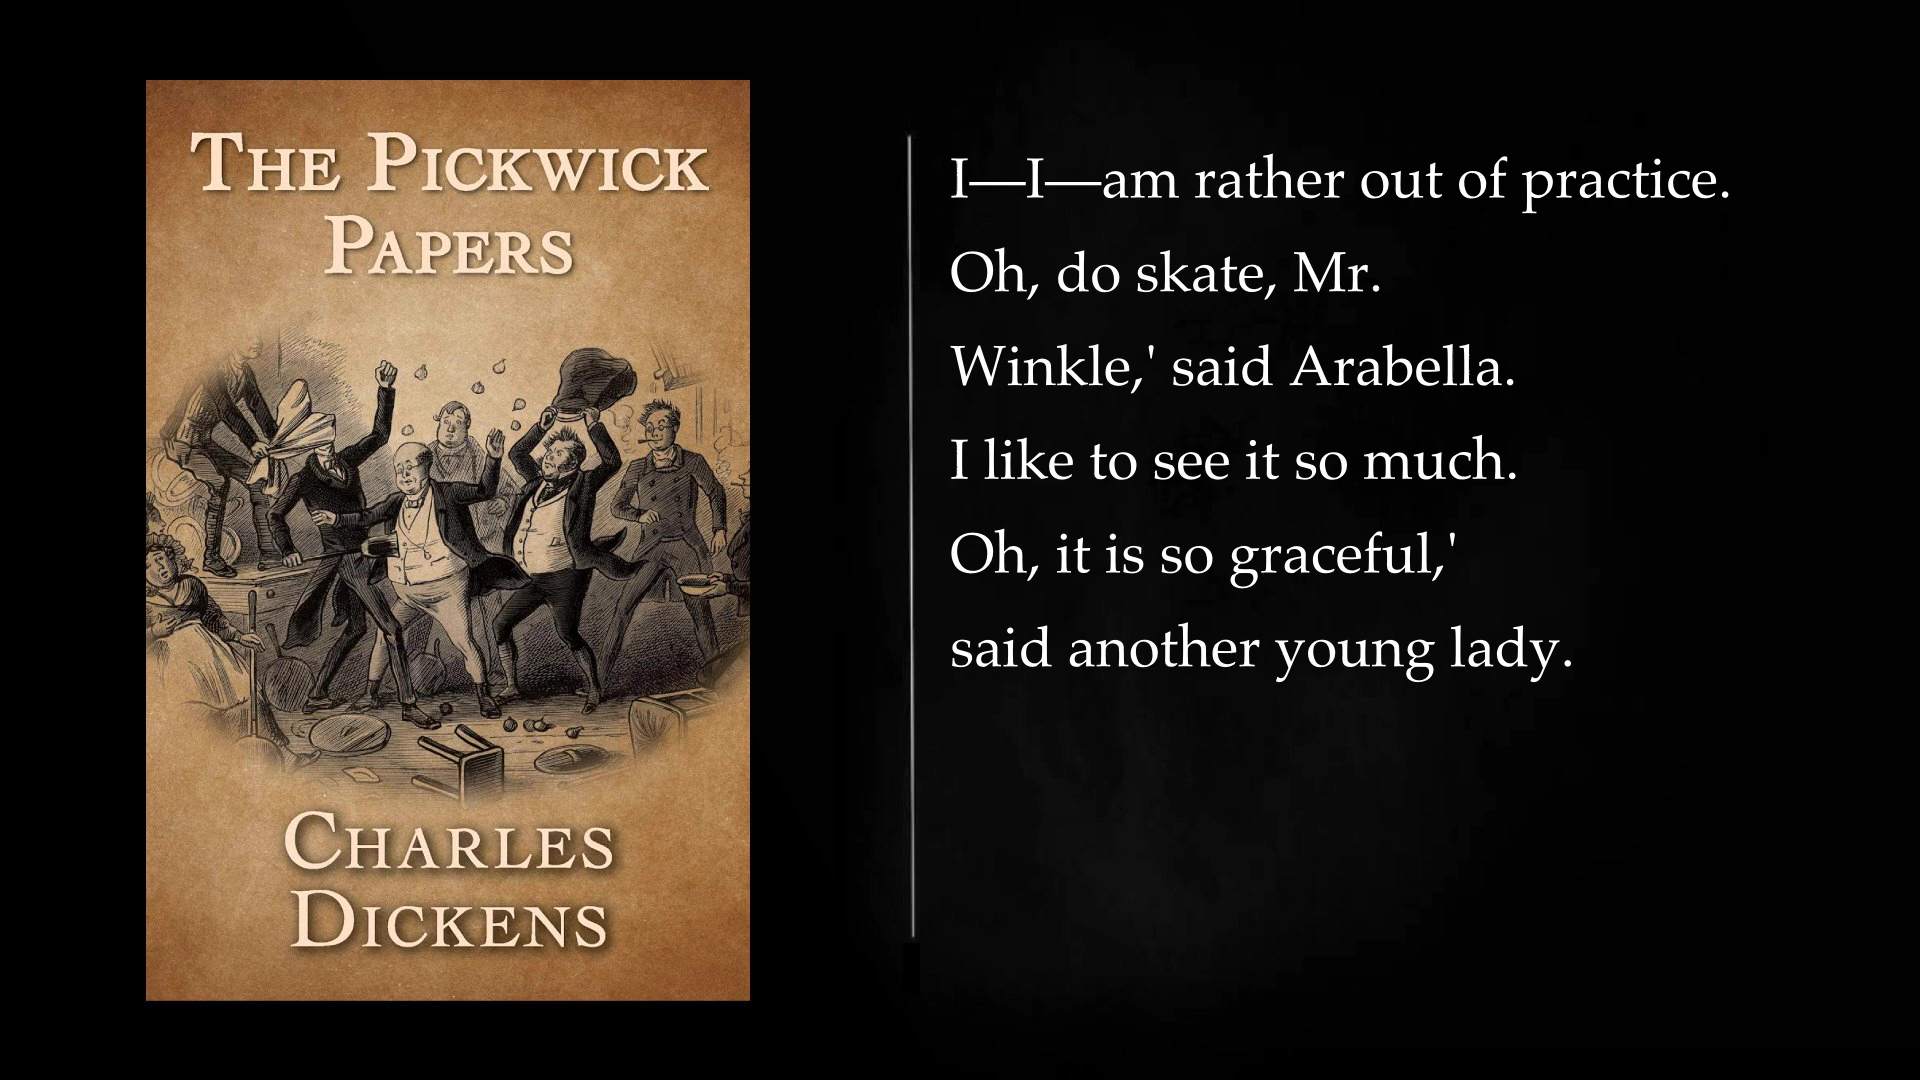 THE PICKWICK
PAPERS
CHARLES
DICKENS
I—I—am rather out of practice.
Oh, do skate, Mr.
Winkle,' said Arabella.
I like to see it so much.
Oh, it is so graceful,'
said another young lady.